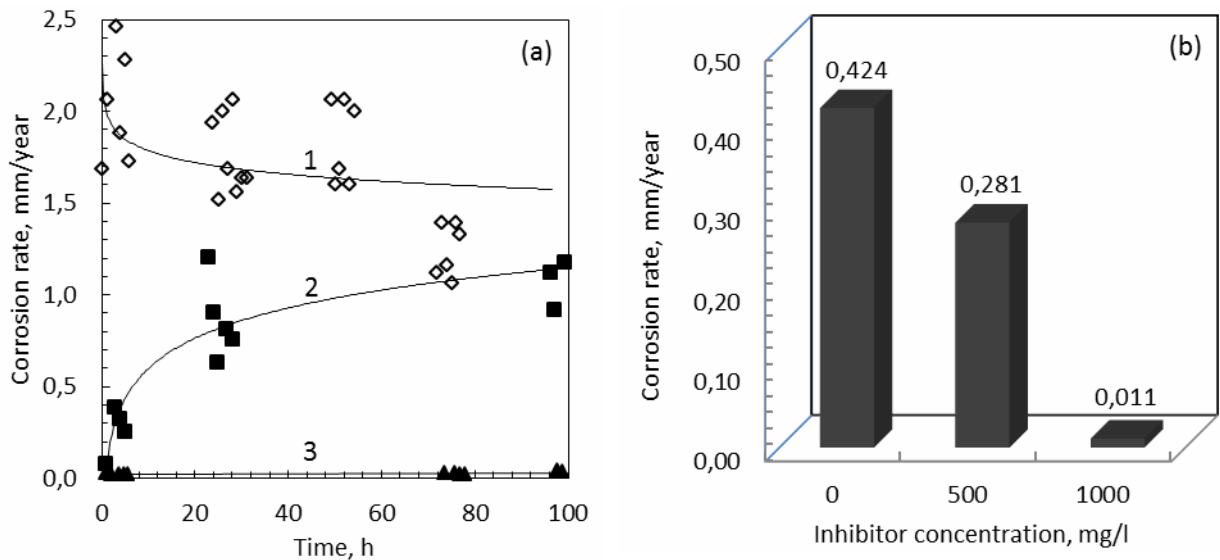 (a)
Corrosion rate, mm/year
2,5
2,0
1,5
1,0
0,5
0,0
1
2
3
0 20 40 60 80 100
Time, h
(b)
Corrosion rate, mm/year
0,50
0,40
0,30
0,20
0,10
0,00
0,424
0,281
0,011
0 500 1000
Inhibitor concentration, mg/l